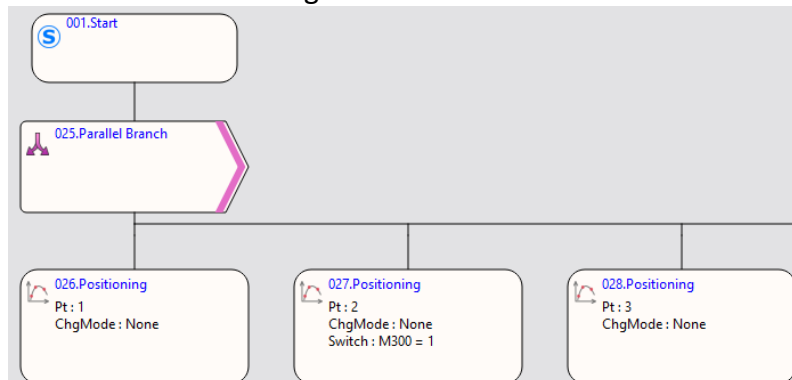 001.Start
025.Parallel Branch
026.Positioning
Pt : 1
ChgMode : None
027.Positioning
Pt : 2
ChgMode : None
Switch : M300 = 1
028.Positioning
Pt : 3
ChgMode : None